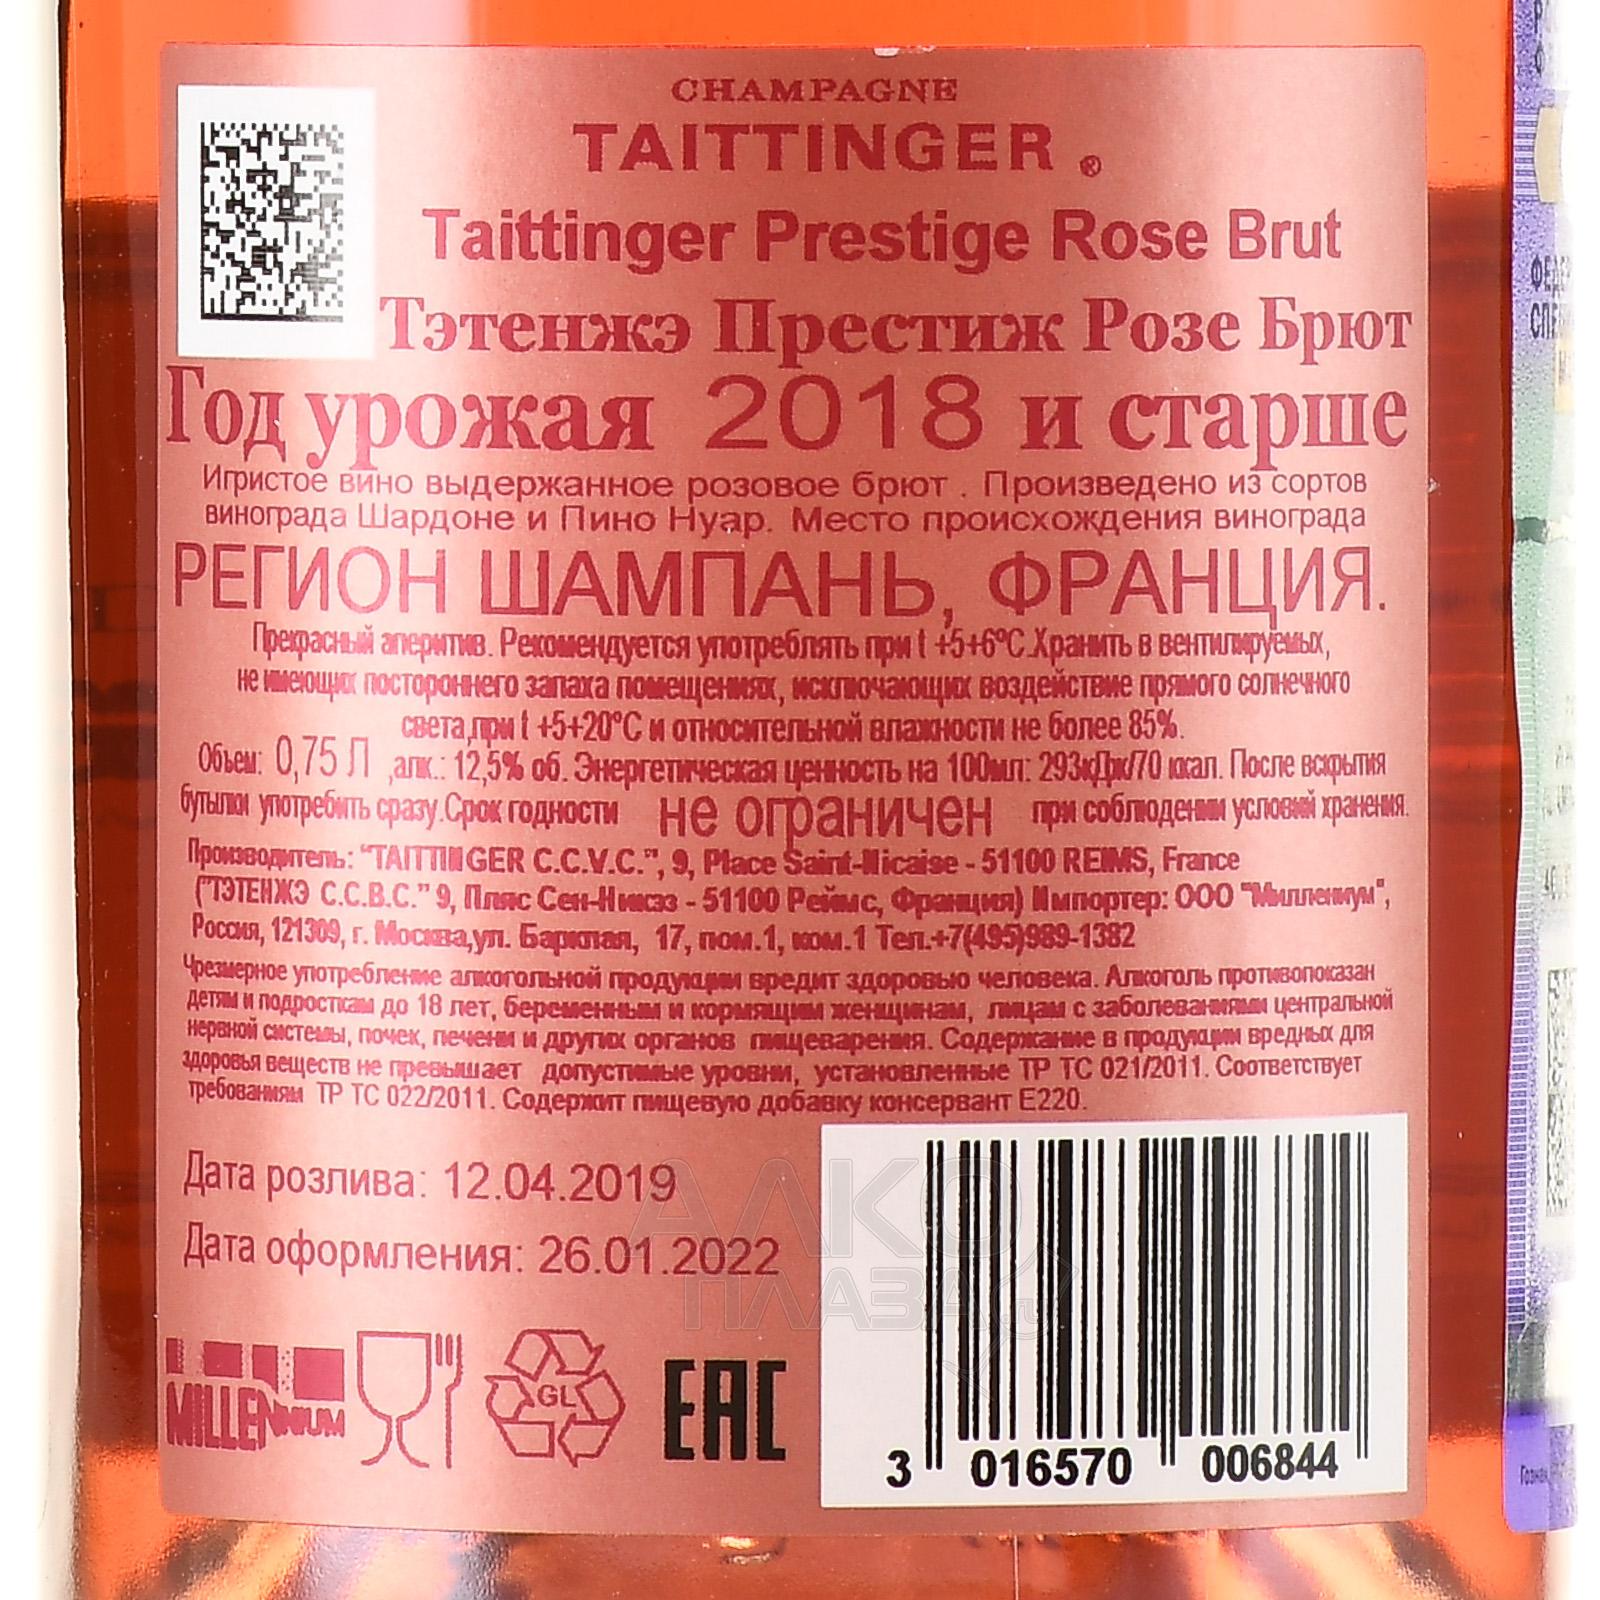 CHAMPAGNE
TAITTINGER ®
Taittinger Prestige Rose Brut
Тэтенжэ Престиж Розе Брют
Год урожая 2018 и старше
Игристое вино выдержанное розовое брют . Произведено из сортов
винограда Шардоне и Пино Нуар. Место происхождения винограда
РЕГИОН ШАМПАНЬ, ФРАНЦИЯ.
Прекрасный аперитив. Рекомендуется употреблять при t +5+6°С.Хранить в вентилируемых,
не имеющих постороннего запаха помещениях, исключающих воздействие прямого солнечного
света,при t +5+20°С и относительной влажности не более 85%.
Объем: 0,75 Л ,алк.: 12,5% об. Энергетическая ценность на 100мл: 293кДж/70 ккал. После вскрытия
бутылки употребить сразу.Срок годности не ограничен при соблюдении условий хранения.
Производитель: "TAITTINGER C.C.V.C.", 9, Place Saint-Nicaise - 51100 REIMS, France
("ТЭТЕНЖЭ С.С.В.С." 9, Пляс Сен-Никэз - 51100 Реймс, Франция) Импортер: ООО "Миллениум",
Россия, 121309, г. Москва,ул. Барклая, 17, пом.1, ком.1 Тел.+7(495)989-1382
Чрезмерное употребление алкогольной продукции вредит здоровью человека. Алкоголь противопоказан
детям и подросткам до 18 лет, беременным и кормящим женщинам, лицам с заболеваниями центральной
нервной системы, почек, печени и других органов пищеварения. Содержание в продукции вредных для
здоровья веществ не превышает допустимые уровни, установленные ТР ТС 021/2011. Соответствует
требованиям ТР ТС 022/2011. Содержит пищевую добавку консервант Е220.
Дата розлива: 12.04.2019
Дата оформления: 26.01.2022
АЛКО
ПЛАЗА.ru
MILLENNIUM
GL
EAC
3 016570 006844
ФЕДЕР
СПЕ